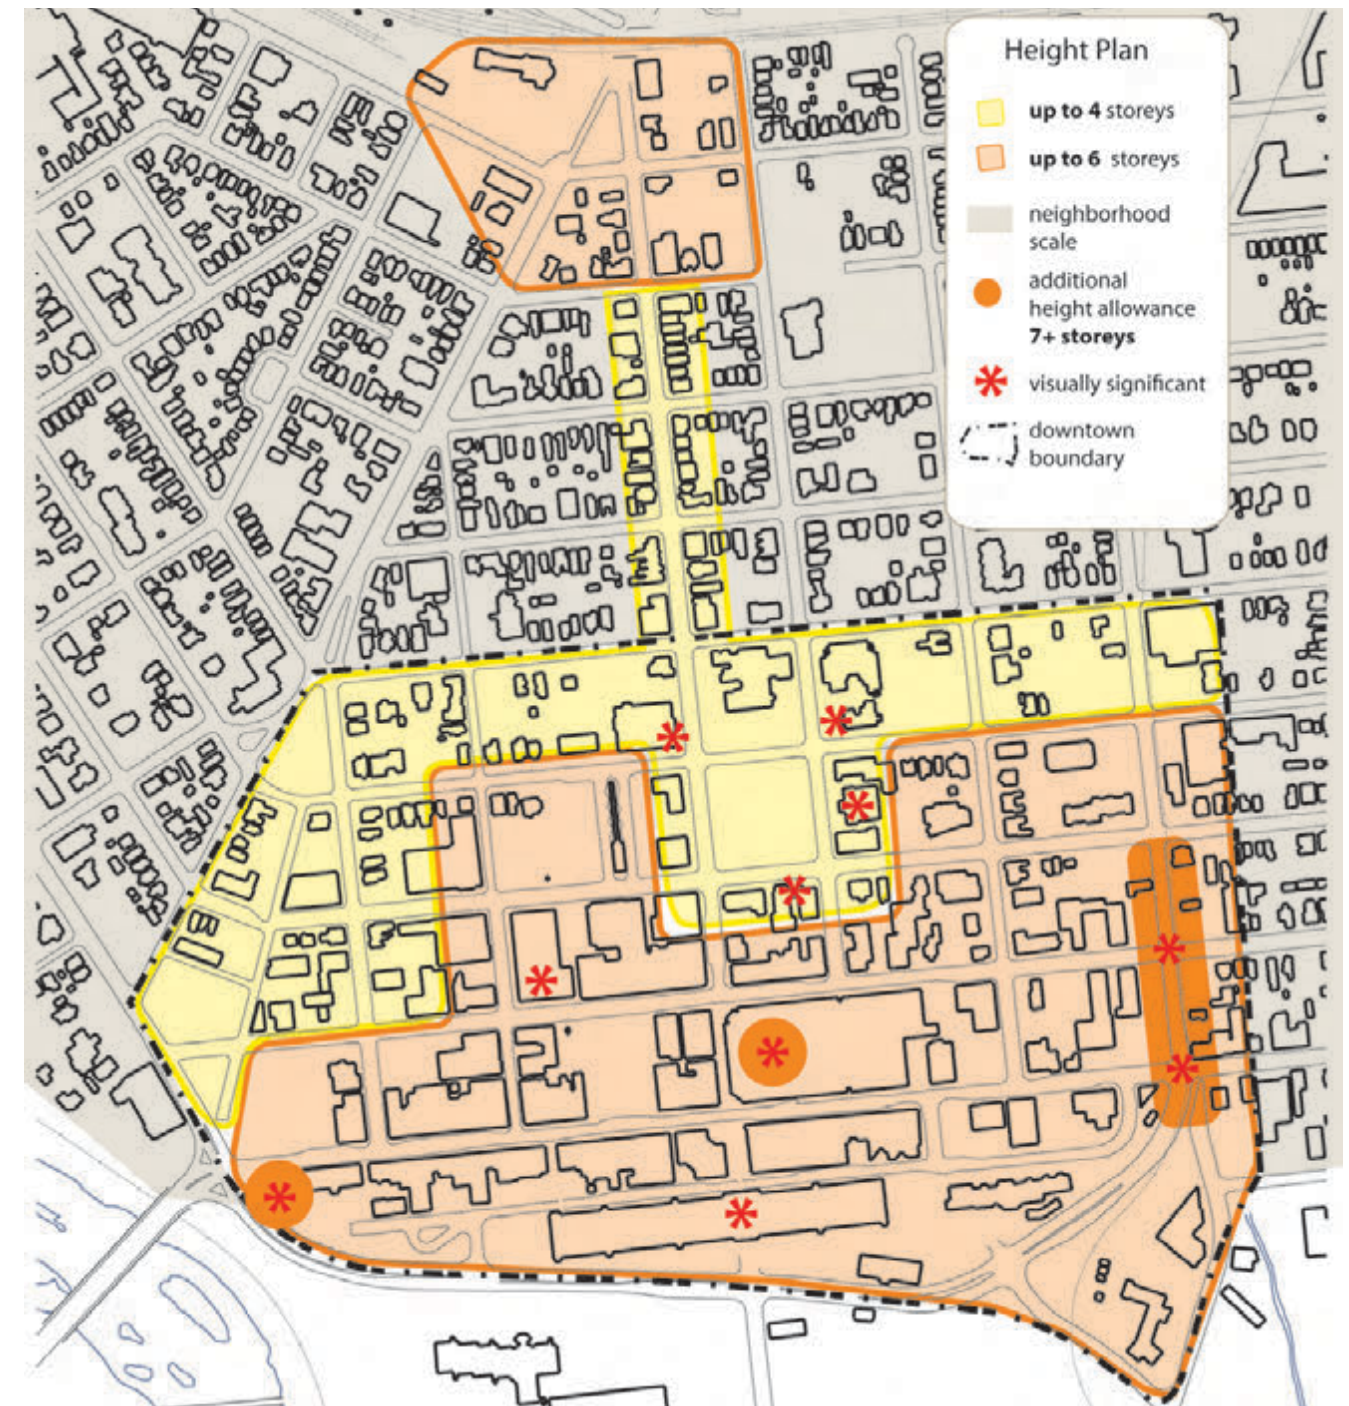 Height Plan
up to 4 storeys
up to 6 storeys
neighborhood
scale
additional
height allowance
7+ storeys
visually significant
downtown
boundary